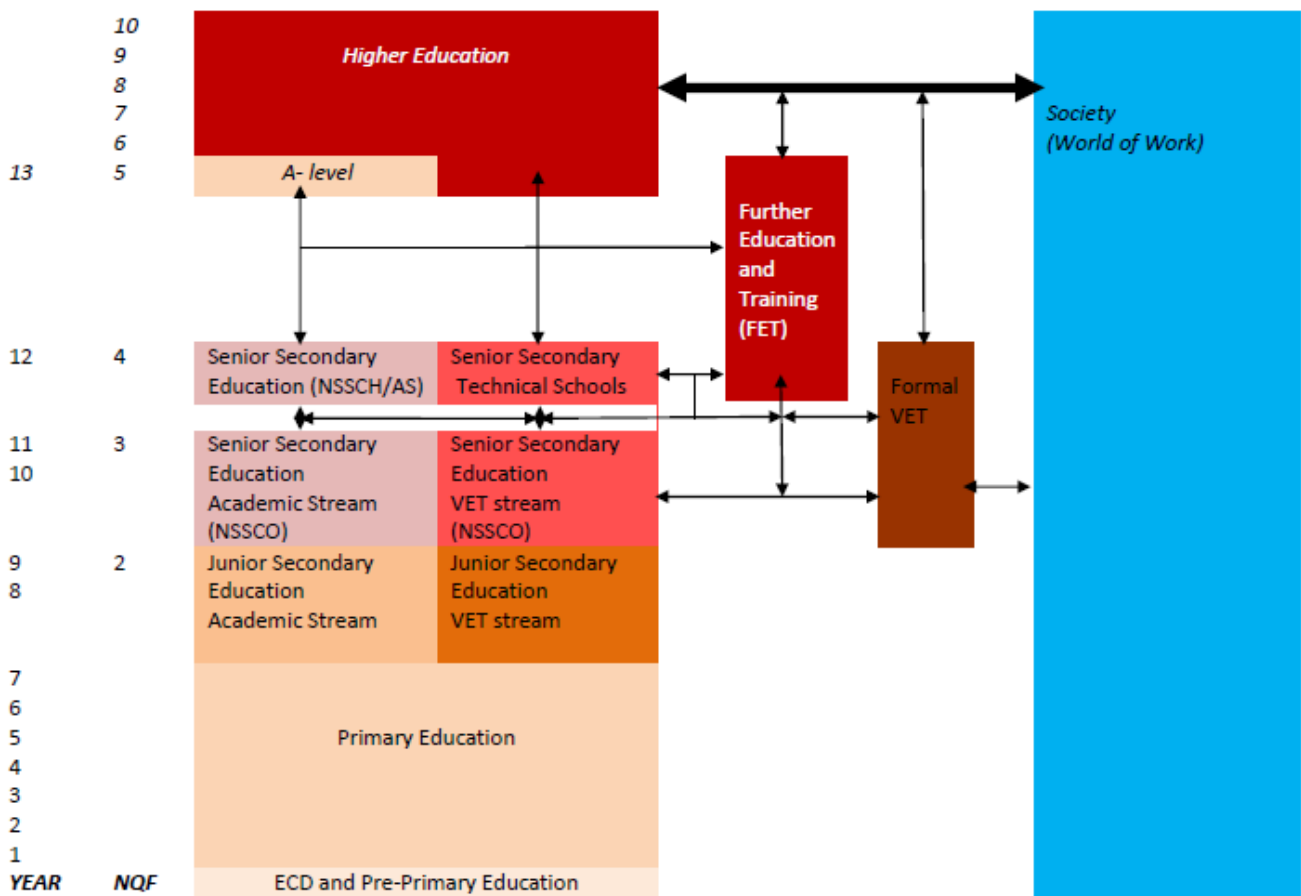 10
9
Higher Education
8
7
Society
6
(World of Work)
13
5
A- level
Further
Education
and
Training
(FET)
12
4
Senior Secondary
Education (NSSCH/AS)
Senior Secondary
Technical Schools
Formal
VET
11
3
10
Senior Secondary
Education
Academic Stream
(NSSCO)
Senior Secondary
Education
VET stream
(NSSCO)
9
2
8
Junior Secondary
Education
Academic Stream
Junior Secondary
Education
VET stream
7
6
5
Primary Education
4
3
2
1
YEAR
NQF
ECD and Pre-Primary Education